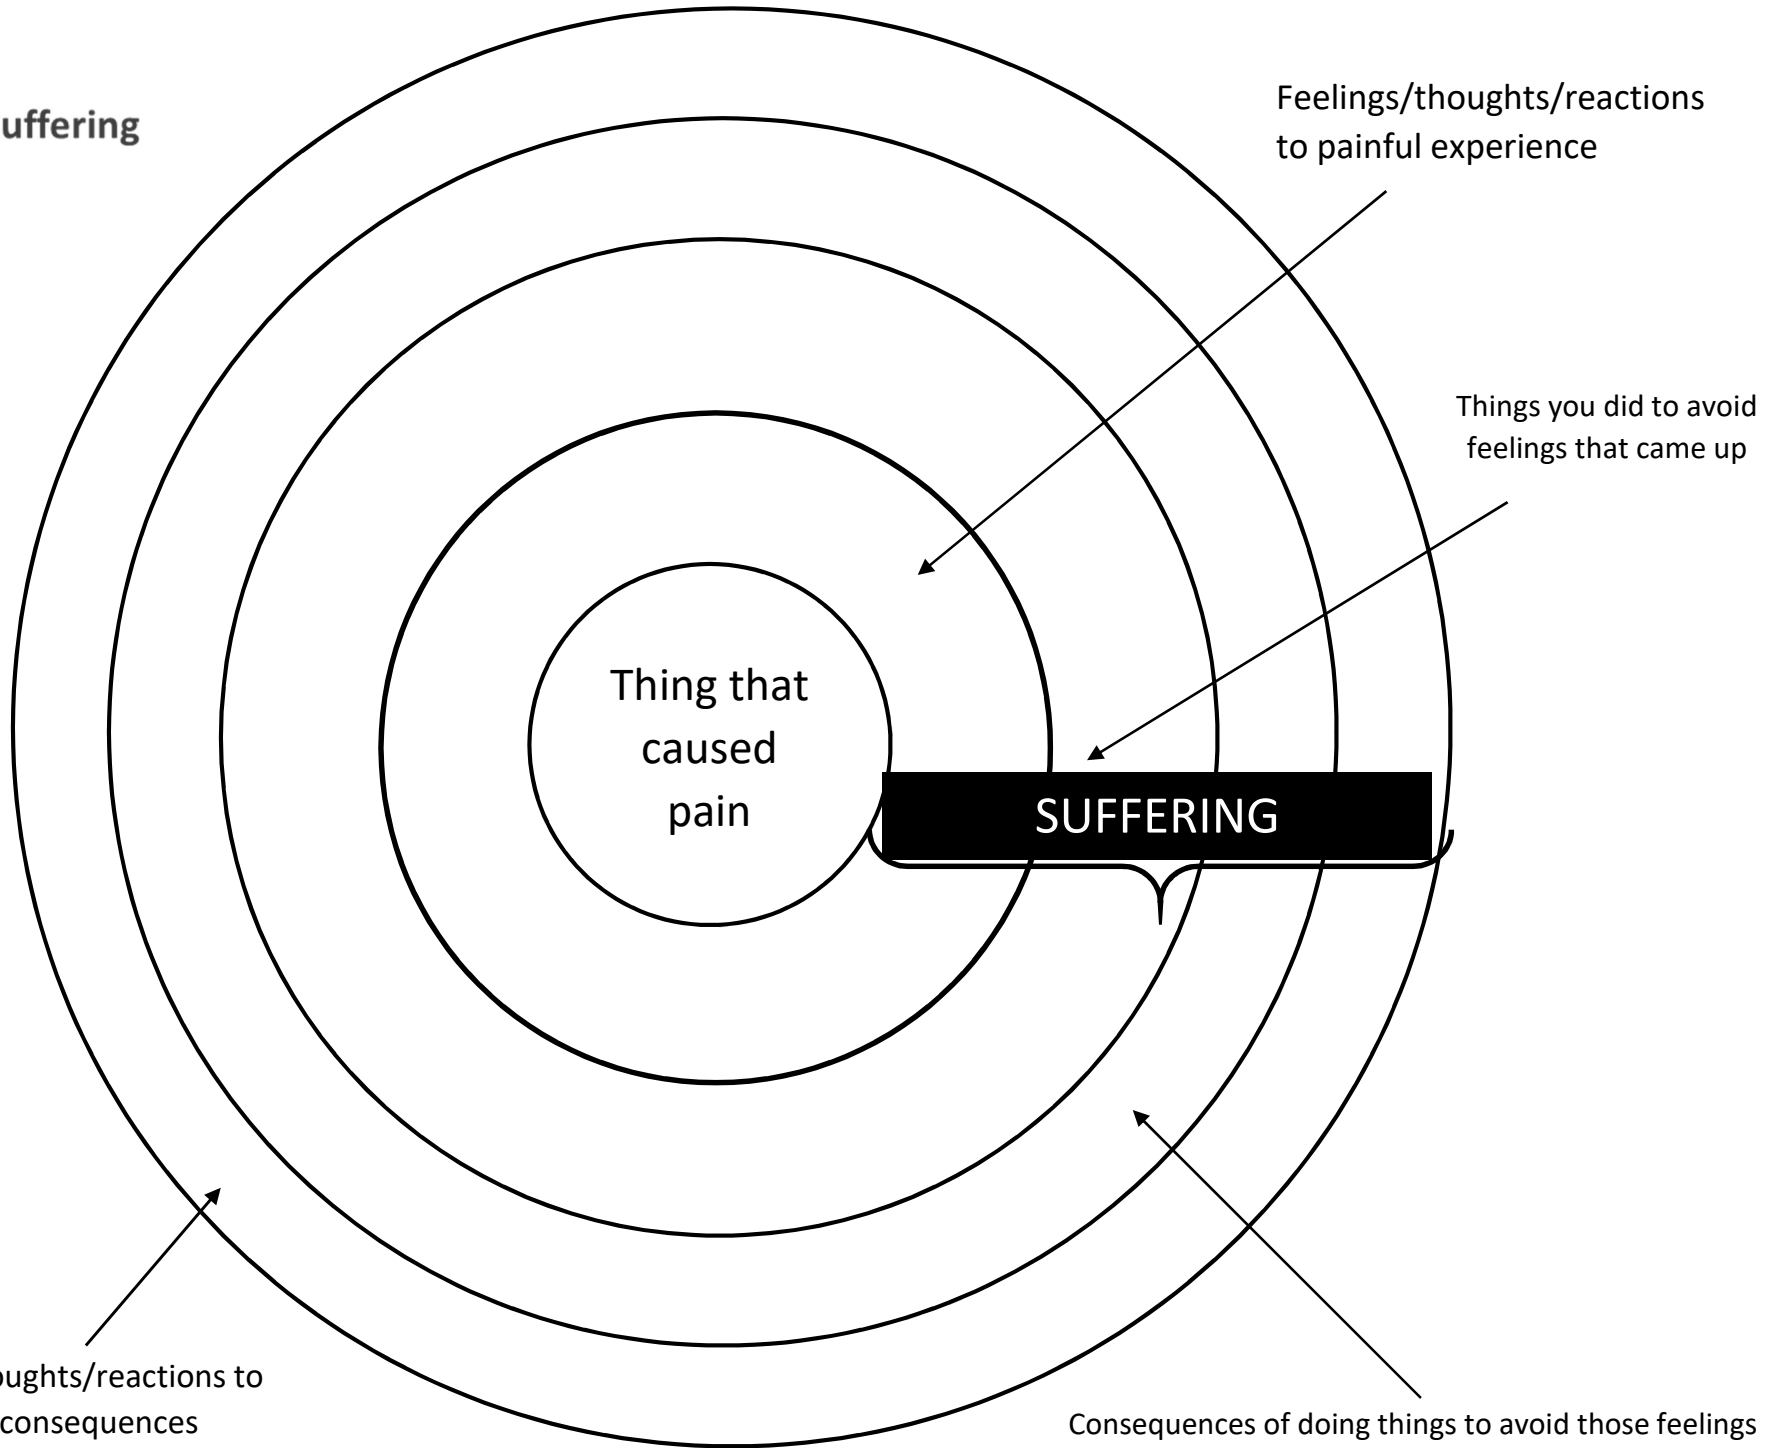 uffering
Feelings/thoughts/reactions
to painful experience
Things you did to avoid
feelings that came up
Thing that
caused
pain
SUFFERING
oughts/reactions to
consequences
Consequences of doing things to avoid those feelings